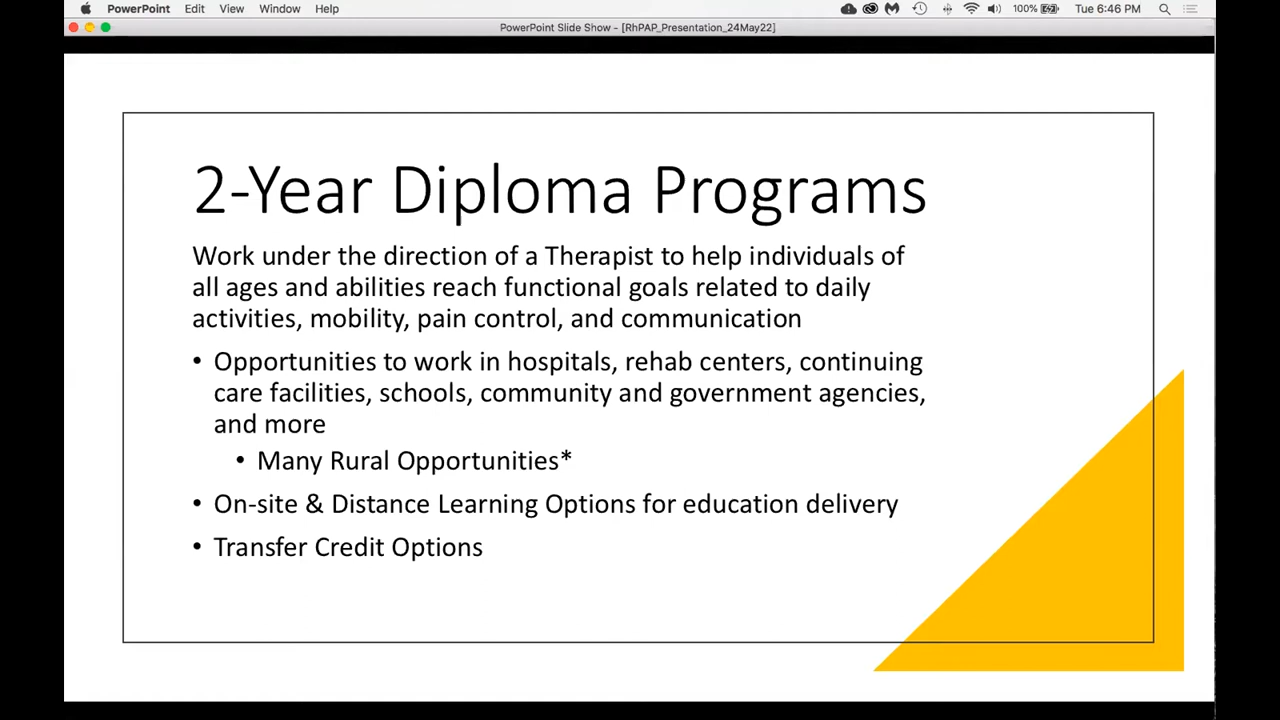 PowerPoint Edit View Window Help 100% Tue 6:46 PM
PowerPoint Slide Show - [RhPAP_Presentation_24May22]
2-Year Diploma Programs
Work under the direction of a Therapist to help individuals of
all ages and abilities reach functional goals related to daily
activities, mobility, pain control, and communication
• Opportunities to work in hospitals, rehab centers, continuing
care facilities, schools, community and government agencies,
and more
• Many Rural Opportunities*
• On-site & Distance Learning Options for education delivery
• Transfer Credit Options